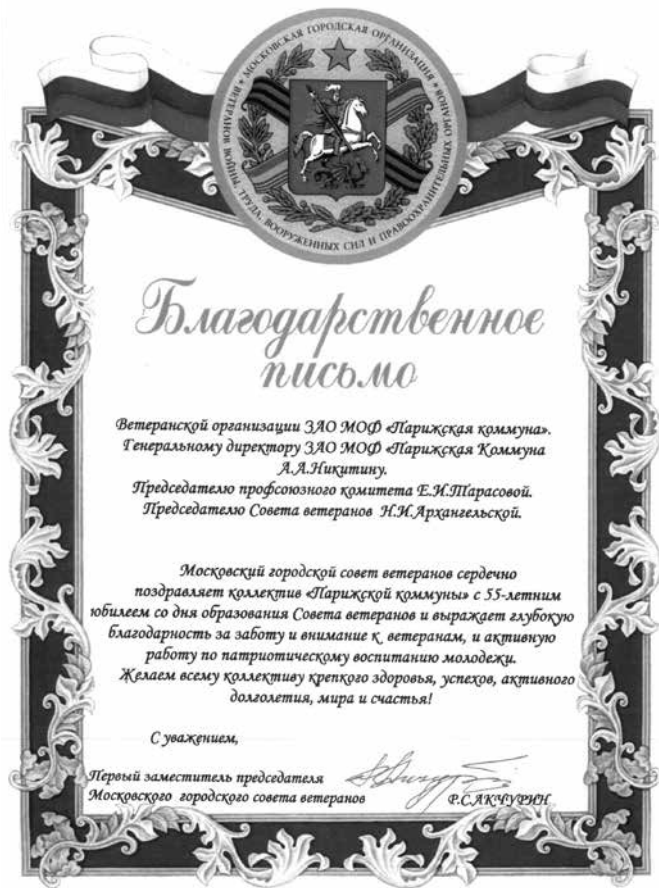 МОСКОВСКАЯ ГОРОДСКАЯ ОРГАНИЗАЦИЯ
ВЕТЕРАНОВ ВОЙНЫ, ТРУДА, ВООРУЖЕННЫХ СИЛ И ПРАВООХРАНИТЕЛЬНЫХ ОРГАНОВ
Благодарственное
письмо
Ветеранской организации ЗАО МОФ «Парижская коммуна».
Генеральному директору ЗАО МОФ «Парижская Коммуна
А.А.Никитину.
Председателю профсоюзного комитета Е.И.Тарасовой.
Председателю Совета ветеранов Н.И.Архангельской.
Московский городской совет ветеранов сердечно
поздравляет коллектив «Парижской коммуны» с 55-летним
юбилеем со дня образования Совета ветеранов и выражает глубокую
благодарность за заботу и внимание к ветеранам, и активную
работу по патриотическому воспитанию молодежи.
Желаем всему коллективу крепкого здоровья, успехов, активного
долголетия, мира и счастья!
С уважением,
Первый заместитель председателя
Московского городского совета ветеранов Р.С.АКЧУРИН